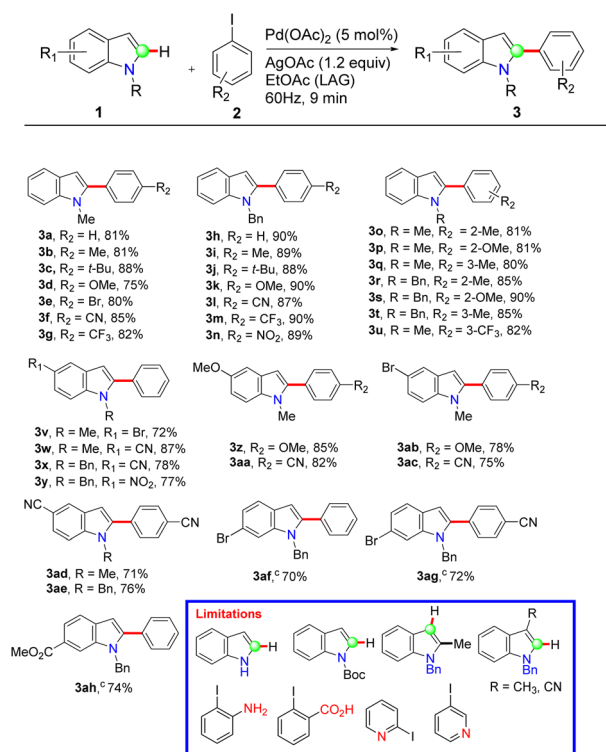 R1
H
N
R
1
+
I
R2
2
Pd(OAc)2 (5 mol%)
AgOAc (1.2 equiv)
EtOAc (LAG)
60Hz, 9 min
R1
N
R
R2
3
R2
N
Me
3a, R2 = H, 81%
3b, R2 = Me, 81%
3c, R2 = t-Bu, 88%
3d, R2 = OMe, 75%
3e, R2 = Br, 80%
3f, R2 = CN, 85%
3g, R2 = CF3, 82%
R2
N
Bn
3h, R2 = H, 90%
3i, R2 = Me, 89%
3j, R2 = t-Bu, 88%
3k, R2 = OMe, 90%
3l, R2 = CN, 87%
3m, R2 = CF3, 90%
3n, R2 = NO2, 89%
R2
N
R
3o, R = Me, R2 = 2-Me, 81%
3p, R = Me, R2 = 2-OMe, 81%
3q, R = Me, R2 = 3-Me, 80%
3r, R = Bn, R2 = 2-Me, 85%
3s, R = Bn, R2 = 2-OMe, 90%
3t, R = Bn, R2 = 3-Me, 85%
3u, R = Me, R2 = 3-CF3, 82%
R1
N
R
3v, R = Me, R1 = Br, 72%
3w, R = Me, R1 = CN, 87%
3x, R = Bn, R1 = CN, 78%
3y, R = Bn, R1 = NO2, 77%
MeO
R2
N
Me
3z, R2 = OMe, 85%
3aa, R2 = CN, 82%
Br
R2
N
Me
3ab, R2 = OMe, 78%
3ac, R2 = CN, 75%
NC
CN
N
R
3ad, R = Me, 71%
3ae, R = Bn, 76%
Br
N
Bn
3af,c 70%
Br
CN
N
Bn
3ag,c 72%
MeO2C
N
Bn
3ah,c 74%
Limitations
H
N
H
H
N
Boc
H
Me
N
Bn
R
H
N
Bn
R = CH3, CN
I
NH2
I
CO2H
N
I
I
N